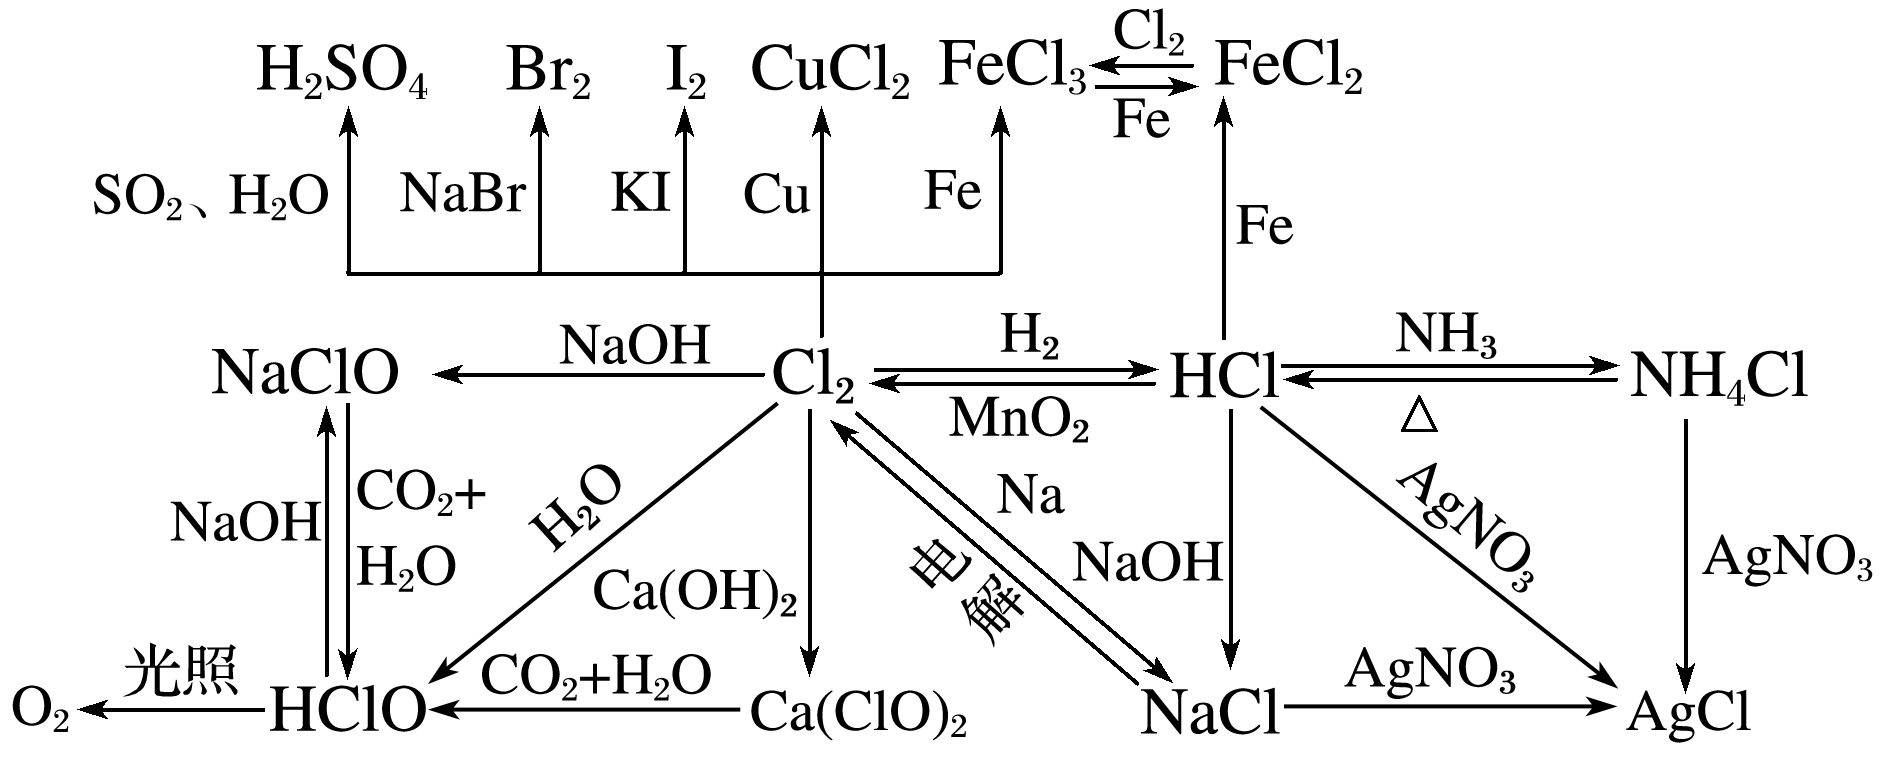 Cl₂
H₂SO₄ Br₂ I₂ CuCl₂ FeCl₃ FeCl₂
Fe
SO₂、H₂O NaBr KI Cu Fe Fe
NaOH H₂ NH₃
NaClO Cl₂ HCl NH₄Cl
MnO₂ △
NaOH CO₂+ H₂O Na AgNO₃
H₂O Ca(OH)₂ 电解 NaOH AgNO₃
光照 CO₂+H₂O AgNO₃
O₂ HClO Ca(ClO)₂ NaCl AgCl